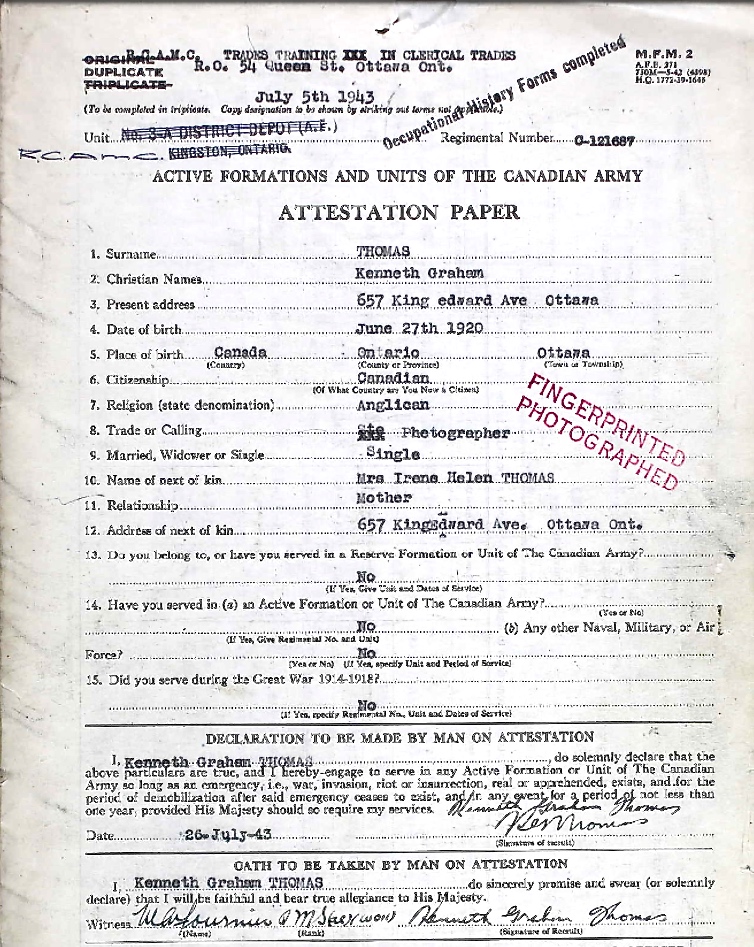 R.C.A.M.C. TRADES TRAINING XXX IN CLERICAL TRADES
ORIGINAL R.O. 54 Queen St. Ottawa Ont.
DUPLICATE
TRIPLICATE
M.F.M. 2
A.F.B. 271
H.Q. 1772-39-1645
July 5th 1943
Occupational History Forms completed
(To be completed in triplicate. Copy designation to be shown by striking out terms not applicable.)
Unit No. 3-A DISTRICT DEPOT (A.F.) Regimental Number C-121687
R.C.A.M.C. KINGSTON, ONTARIO
ACTIVE FORMATIONS AND UNITS OF THE CANADIAN ARMY
ATTESTATION PAPER
1. Surname THOMAS
2. Christian Names Kenneth Graham
3. Present address 657 King edward Ave Ottawa
4. Date of birth June 27th 1920
5. Place of birth Canada Ontario Ottawa
(Country) (County or Province) (Town or Township)
6. Citizenship Canadian
(Of What Country are You Now a Citizen)
FINGERPRINTED
PHOTOGRAPHED
7. Religion (state denomination) Anglican
8. Trade or Calling Photographer
9. Married, Widower or Single Single
10. Name of next of kin Mrs Irene Helen THOMAS
11. Relationship Mother
12. Address of next of kin 657 KingEdward Ave. Ottawa Ont.
13. Do you belong to, or have you served in a Reserve Formation or Unit of The Canadian Army?
No
(If Yes, Give Unit and Dates of Service)
14. Have you served in (a) an Active Formation or Unit of The Canadian Army?
(Yes or No)
No (b) Any other Naval, Military, or Air
(If Yes, Give Regimental No. and Unit)
Force? No
(Yes or No) (If Yes, specify Unit and Period of Service)
15. Did you serve during the Great War 1914-1918?
No
(If Yes, specify Regimental No., Unit and Dates of Service)
DECLARATION TO BE MADE BY MAN ON ATTESTATION
I, Kenneth Graham THOMAS, do solemnly declare that the
above particulars are true, and I hereby engage to serve in any Active Formation or Unit of The Canadian
Army so long as an emergency, i.e., war, invasion, riot or insurrection, real or apprehended, exists, and for the
period of demobilization after said emergency ceases to exist, and in any event for a period of not less than
one year, provided His Majesty should so require my services. Kenneth Graham Thomas
Date 26-July-43
(Signature of recruit)
OATH TO BE TAKEN BY MAN ON ATTESTATION
I, Kenneth Graham THOMAS do sincerely promise and swear (or solemnly
declare) that I will be faithful and bear true allegiance to His Majesty.
Witness Kenneth Graham Thomas
(Name) (Rank) (Signature of Recruit)